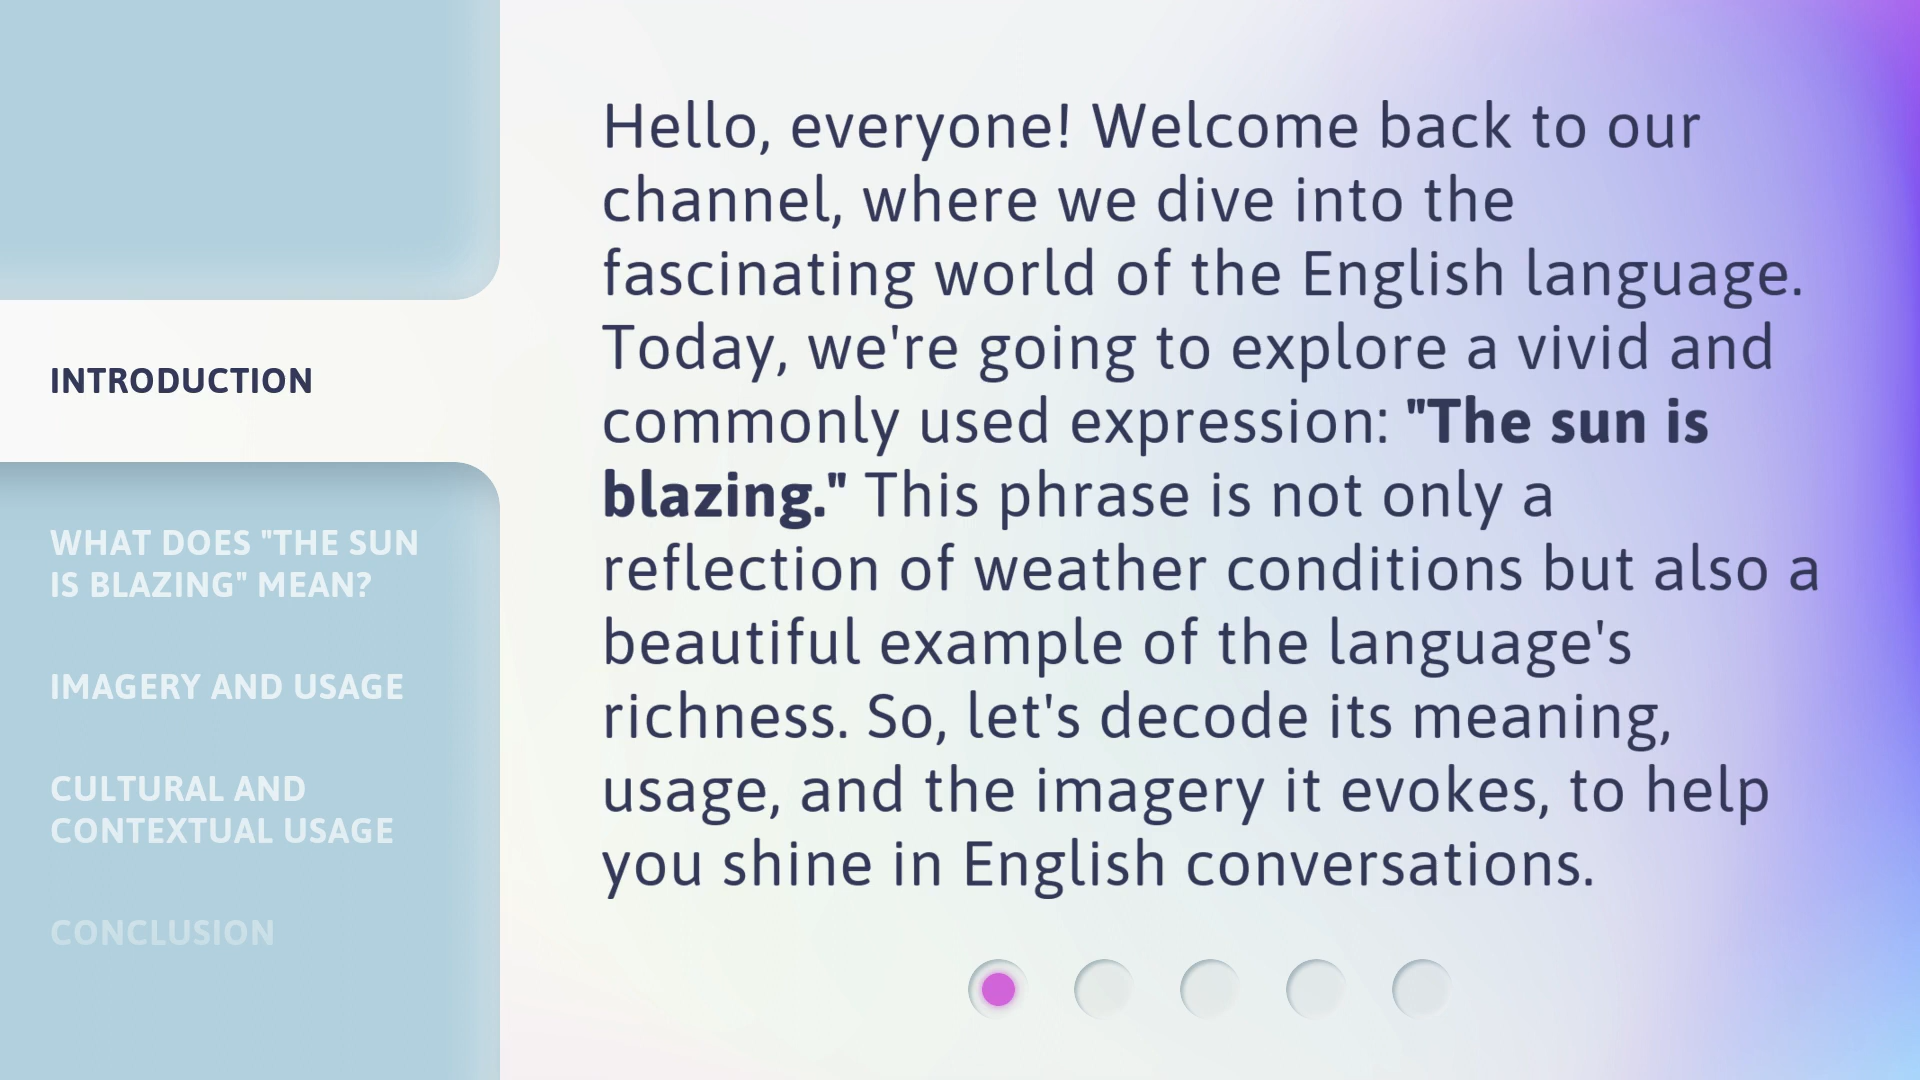 INTRODUCTION
WHAT DOES "THE SUN
IS BLAZING" MEAN?
IMAGERY AND USAGE
CULTURAL AND
CONTEXTUAL USAGE
CONCLUSION
Hello, everyone! Welcome back to our
channel, where we dive into the
fascinating world of the English language.
Today, we're going to explore a vivid and
commonly used expression: "The sun is
blazing." This phrase is not only a
reflection of weather conditions but also a
beautiful example of the language's
richness. So, let's decode its meaning,
usage, and the imagery it evokes, to help
you shine in English conversations.